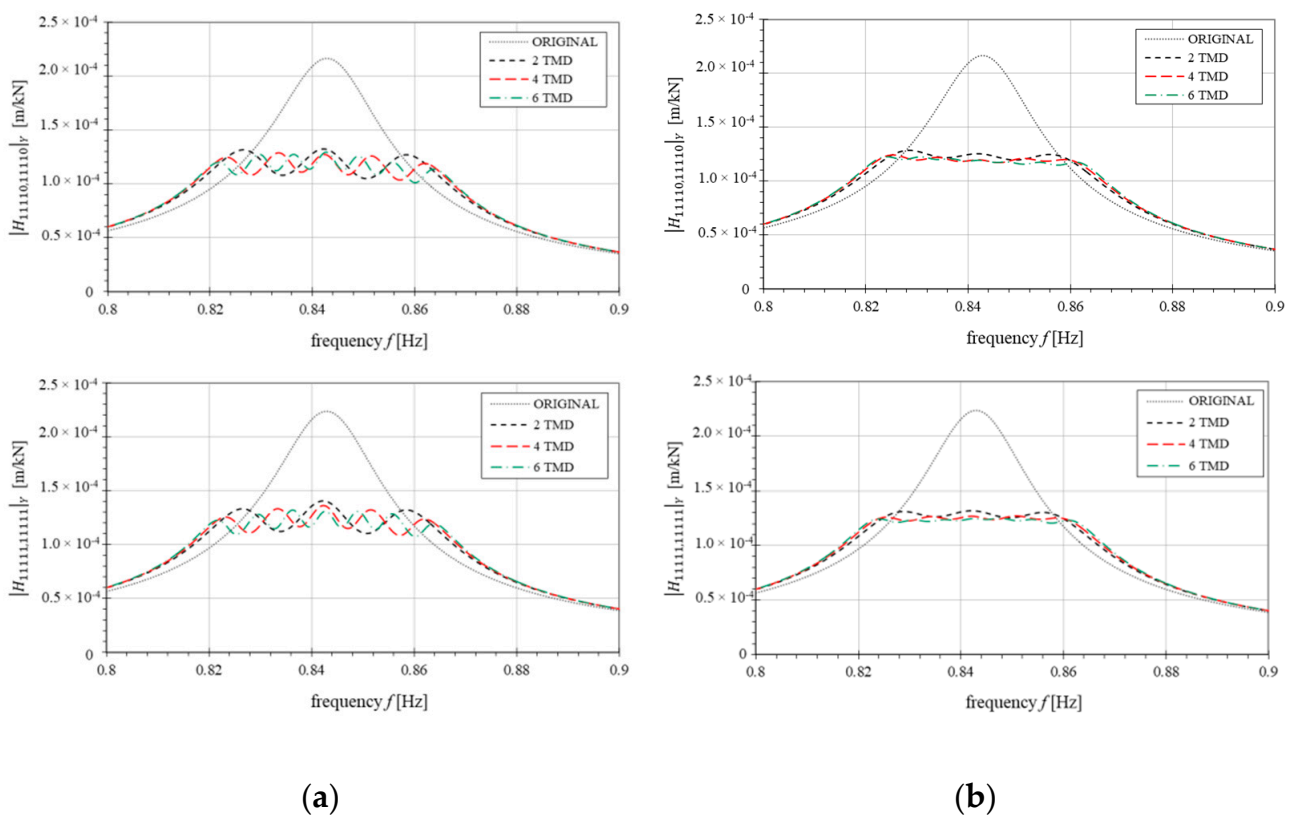 2.5 × 10⁻⁴
2.0 × 10⁻⁴
1.5 × 10⁻⁴
1.0 × 10⁻⁴
0.5 × 10⁻⁴
0
|H₁₁₁₁₀,₁₁₁₁₀|ᵧ [m/kN]
ORIGINAL
2 TMD
4 TMD
6 TMD
0.8 0.82 0.84 0.86 0.88 0.9
frequency f [Hz]
2.5 × 10⁻⁴
2.0 × 10⁻⁴
1.5 × 10⁻⁴
1.0 × 10⁻⁴
0.5 × 10⁻⁴
0
|H₁₁₁₁₀,₁₁₁₁₀|ᵧ [m/kN]
ORIGINAL
2 TMD
4 TMD
6 TMD
0.8 0.82 0.84 0.86 0.88 0.9
frequency f [Hz]
2.5 × 10⁻⁴
2.0 × 10⁻⁴
1.5 × 10⁻⁴
1.0 × 10⁻⁴
0.5 × 10⁻⁴
0
|H₁₁₁₁₁,₁₁₁₁₁|ᵧ [m/kN]
ORIGINAL
2 TMD
4 TMD
6 TMD
0.8 0.82 0.84 0.86 0.88 0.9
frequency f [Hz]
2.5 × 10⁻⁴
2.0 × 10⁻⁴
1.5 × 10⁻⁴
1.0 × 10⁻⁴
0.5 × 10⁻⁴
0
|H₁₁₁₁₁,₁₁₁₁₁|ᵧ [m/kN]
ORIGINAL
2 TMD
4 TMD
6 TMD
0.8 0.82 0.84 0.86 0.88 0.9
frequency f [Hz]
(a)
(b)